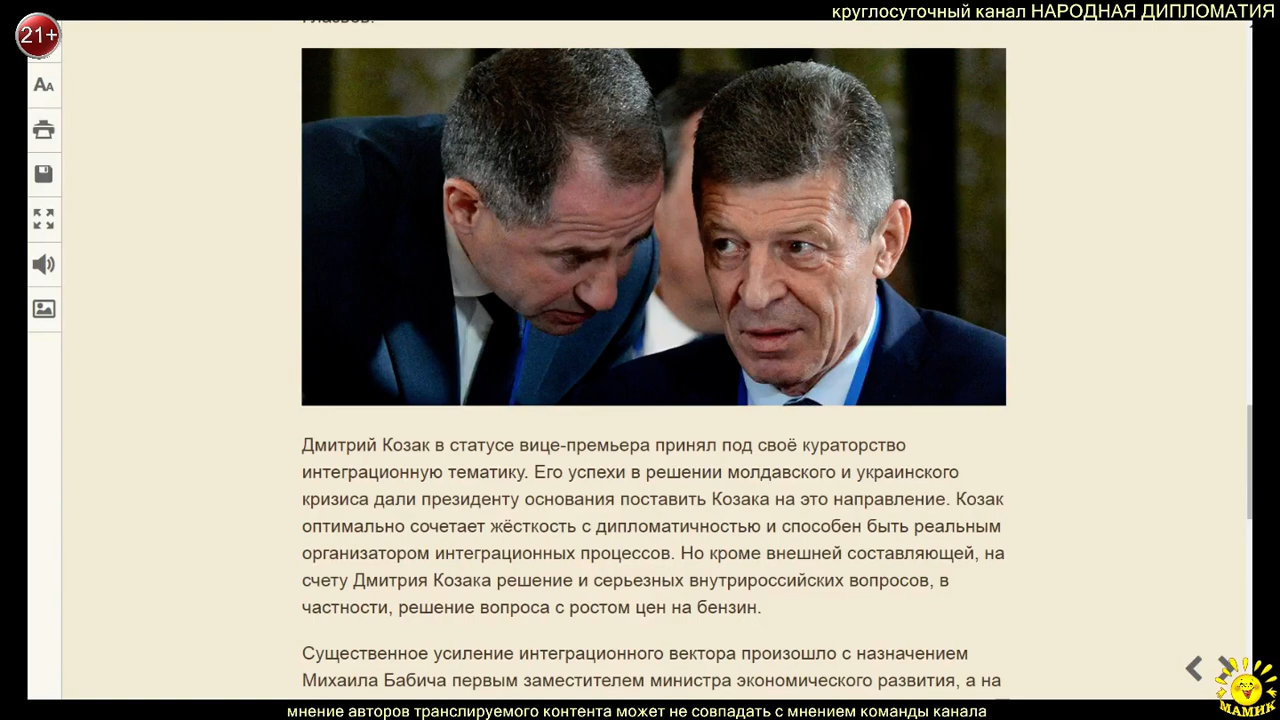 круглосуточный канал НАРОДНАЯ ДИПЛОМАТИЯ
21+
AA
Дмитрий Козак в статусе вице-премьера принял под своё кураторство
интеграционную тематику. Его успехи в решении молдавского и украинского
кризиса дали президенту основания поставить Козака на это направление. Козак
оптимально сочетает жёсткость с дипломатичностью и способен быть реальным
организатором интеграционных процессов. Но кроме внешней составляющей, на
счету Дмитрия Козака решение и серьезных внутрироссийских вопросов, в
частности, решение вопроса с ростом цен на бензин.
Существенное усиление интеграционного вектора произошло с назначением
Михаила Бабича первым заместителем министра экономического развития, а на
МАМИК
мнение авторов транслируемого контента может не совпадать с мнением команды канала